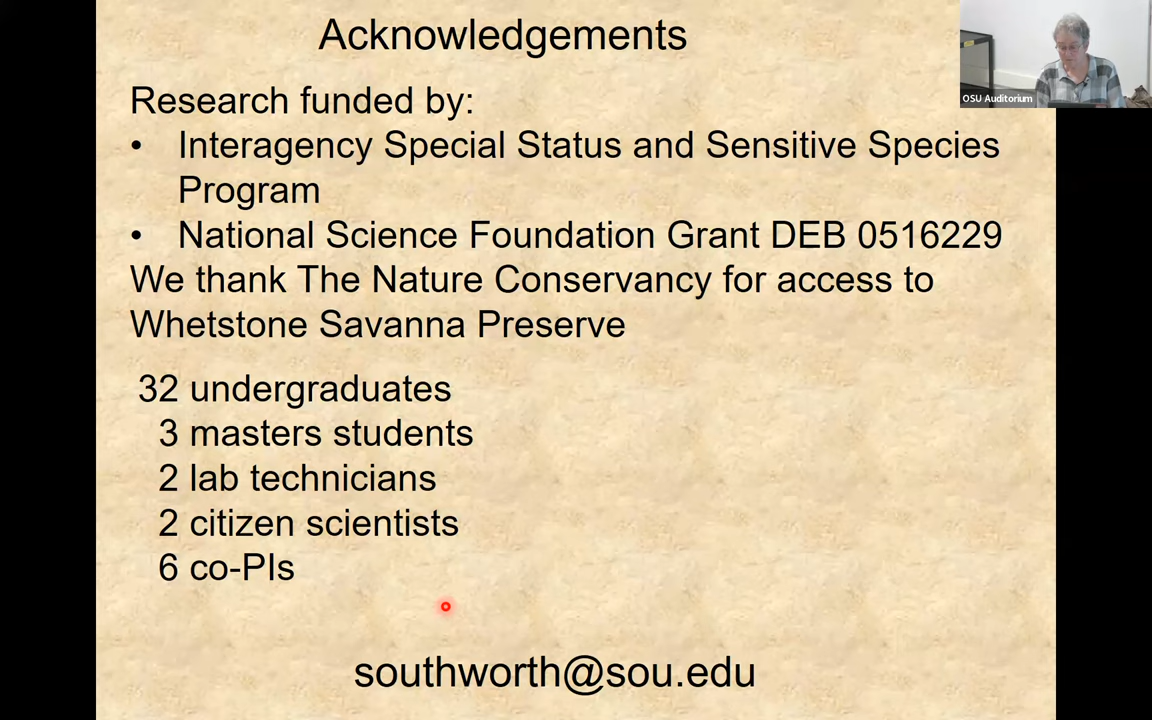 Acknowledgements
OSU Auditorium
Research funded by:
• Interagency Special Status and Sensitive Species
Program
• National Science Foundation Grant DEB 0516229
We thank The Nature Conservancy for access to
Whetstone Savanna Preserve
32 undergraduates
3 masters students
2 lab technicians
2 citizen scientists
6 co-PIs
southworth@sou.edu